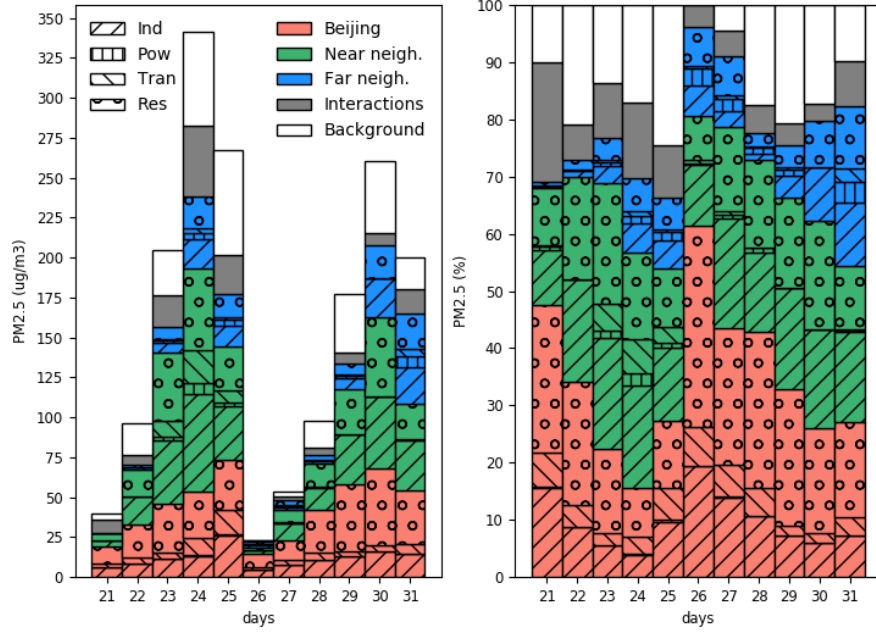 PM2.5 (ug/m3)
350
325
300
275
250
225
200
175
150
125
100
75
50
25
0
Ind
Pow
Tran
Res
Beijing
Near neigh.
Far neigh.
Interactions
Background
21 22 23 24 25 26 27 28 29 30 31
days
PM2.5 (%)
100
90
80
70
60
50
40
30
20
10
0
21 22 23 24 25 26 27 28 29 30 31
days